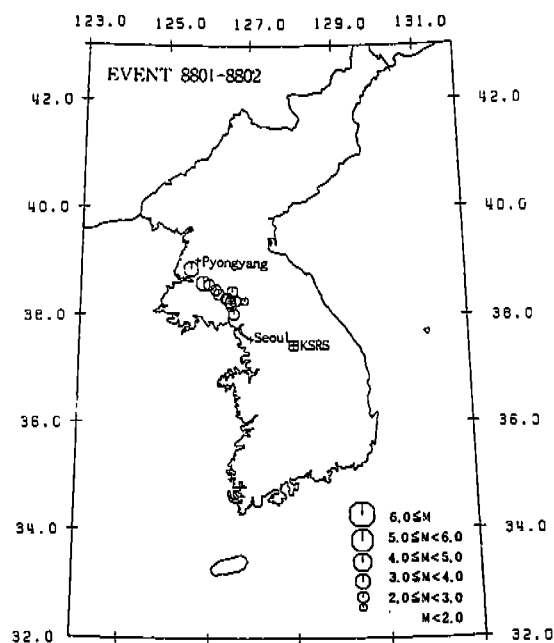 123.0 125.0 127.0 129.0 131.0
EVENT 8801-8802
42.0 42.0
40.0 40.0
Pyongyang
38.0 38.0
Seoul KSRS
36.0 36.0
34.0 34.0
6.0≤M
5.0≤M<6.0
4.0≤M<5.0
3.0≤M<4.0
2.0≤M<3.0
M<2.0
32.0 32.0